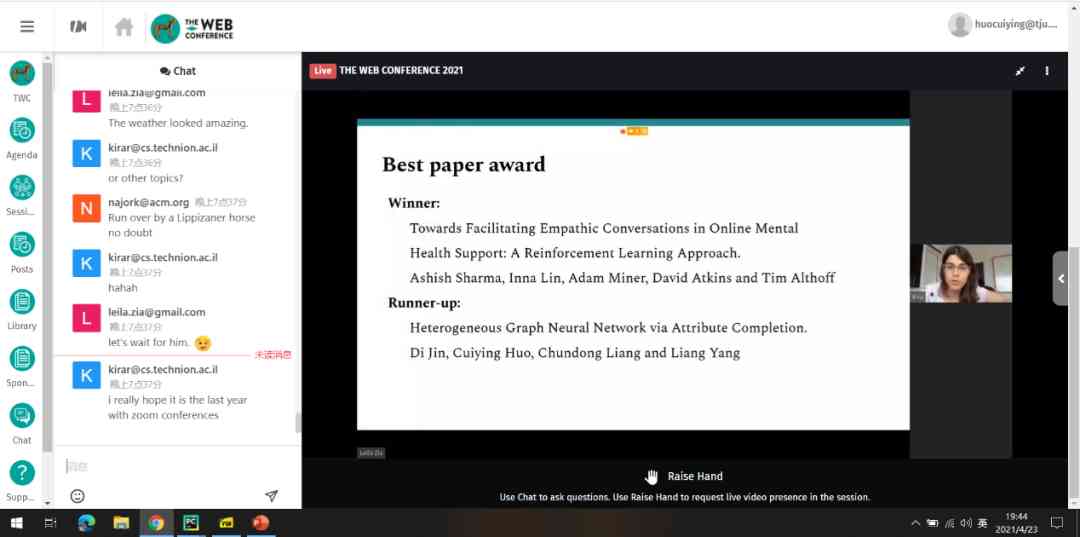 THE WEB
CONFERENCE
huocuiying@tju....
TWC
Agenda
Sessi...
Posts
Library
Spon...
Chat
Supp...
Chat
leila.zia@gmail.com
晚上7点36分
The weather looked amazing.
K
kirar@cs.technion.ac.il
晚上7点36分
or other topics?
N
najork@acm.org 晚上7点37分
Run over by a Lippizaner horse
no doubt
K
kirar@cs.technion.ac.il
晚上7点37分
hahah
L
leila.zia@gmail.com
晚上7点37分
let's wait for him.
未读消息
K
kirar@cs.technion.ac.il
晚上7点37分
i really hope it is the last year
with zoom conferences
消息
Live THE WEB CONFERENCE 2021
Best paper award
Winner:
Towards Facilitating Empathic Conversations in Online Mental
Health Support: A Reinforcement Learning Approach.
Ashish Sharma, Inna Lin, Adam Miner, David Atkins and Tim Althoff
Runner-up:
Heterogeneous Graph Neural Network via Attribute Completion.
Di Jin, Cuiying Huo, Chundong Liang and Liang Yang
Leila Zia
Raise Hand
Use Chat to ask questions. Use Raise Hand to request live video presence in the session.
英
19:44
2021/4/23